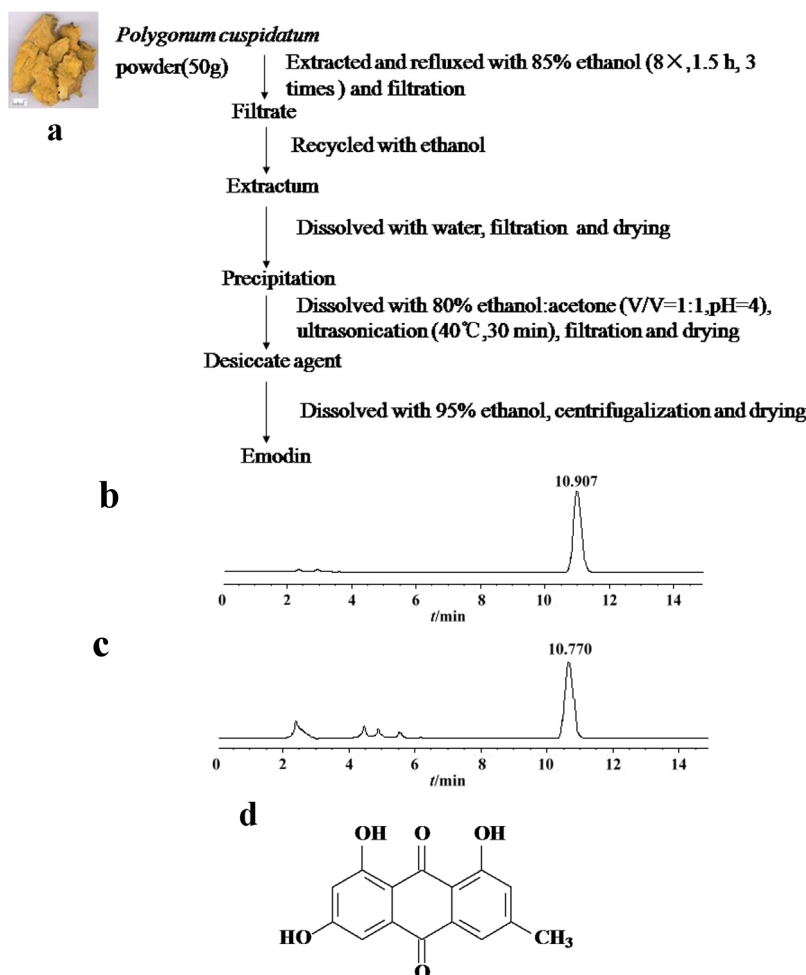 Polygonum cuspidatum
powder(50g)
Extracted and refluxed with 85% ethanol (8×,1.5 h, 3
times ) and filtration
a
Filtrate
Recycled with ethanol
Extractum
Dissolved with water, filtration and drying
Precipitation
Dissolved with 80% ethanol:acetone (V/V=1:1,pH=4),
ultrasonication (40℃,30 min), filtration and drying
Desiccate agent
Dissolved with 95% ethanol, centrifugalization and drying
Emodin
b
10.907
0 2 4 6 8 10 12 14
t/min
c
10.770
0 2 4 6 8 10 12 14
t/min
d
OH O OH
HO CH3
O